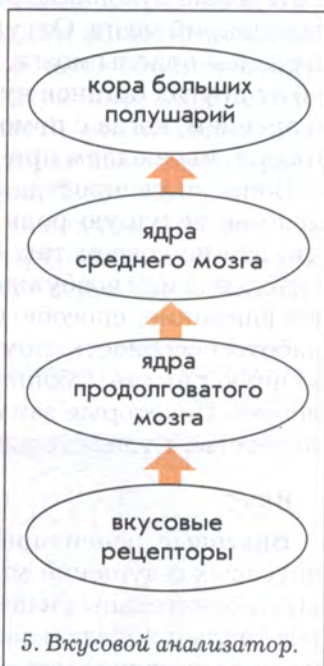 кора больших
полушарий
ядра
среднего мозга
ядра
продолговатого
мозга
вкусовые
рецепторы
5. Вкусовой анализатор.